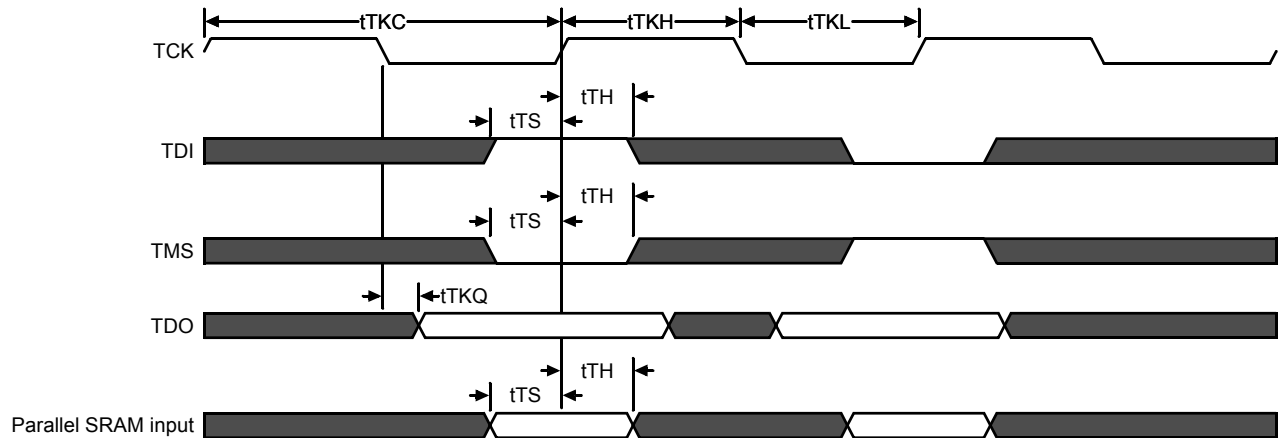 tTKC
tTKH
tTKL
TCK
tTH
tTS
TDI
tTH
tTS
TMS
tTKQ
TDO
tTH
tTS
Parallel SRAM input